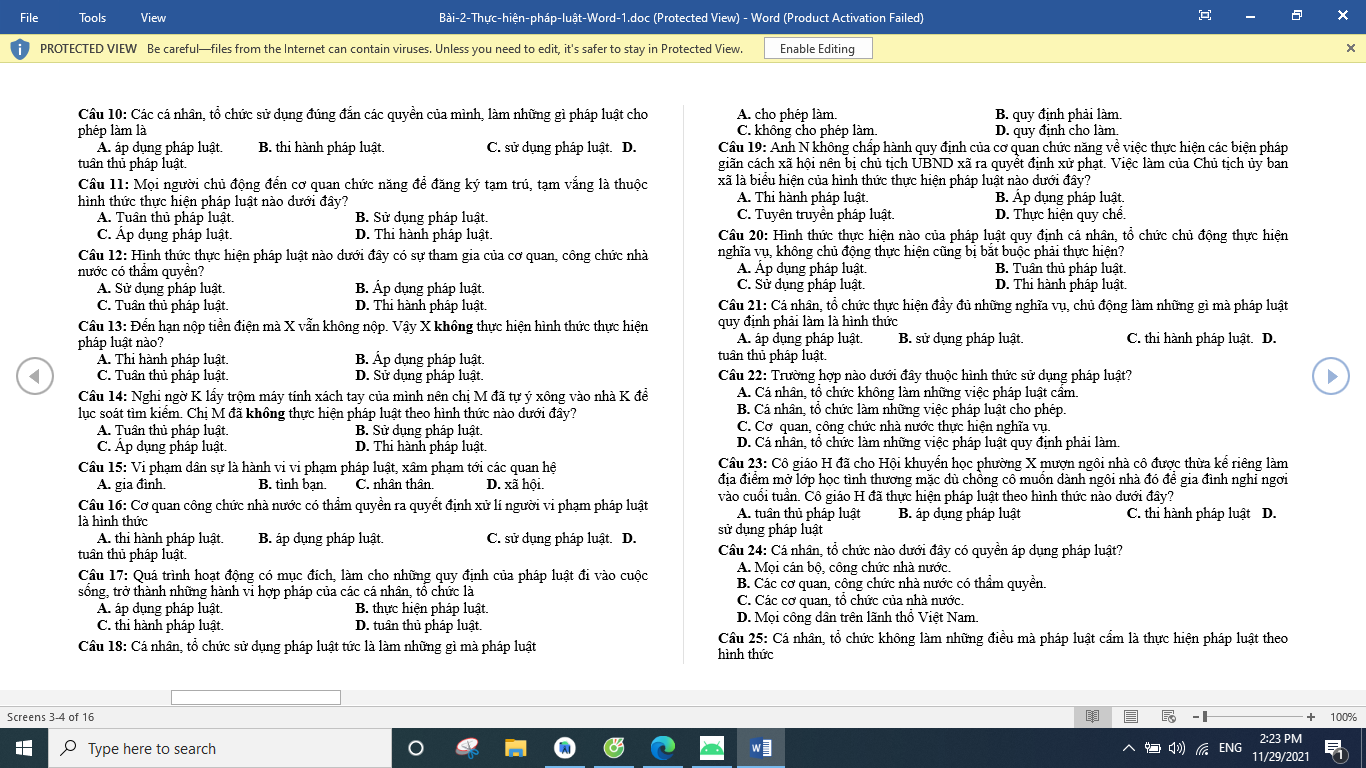 File Tools View Bài-2-Thực-hiện-pháp-luật-Word-1.doc (Protected View) - Word (Product Activation Failed)
PROTECTED VIEW Be careful—files from the Internet can contain viruses. Unless you need to edit, it's safer to stay in Protected View. Enable Editing
Câu 10: Các cá nhân, tổ chức sử dụng đúng đắn các quyền của mình, làm những gì pháp luật cho
phép làm là
A. áp dụng pháp luật. B. thi hành pháp luật. C. sử dụng pháp luật. D.
tuân thủ pháp luật.
Câu 11: Mọi người chủ động đến cơ quan chức năng để đăng ký tạm trú, tạm vắng là thuộc
hình thức thực hiện pháp luật nào dưới đây?
A. Tuân thủ pháp luật. B. Sử dụng pháp luật.
C. Áp dụng pháp luật. D. Thi hành pháp luật.
Câu 12: Hình thức thực hiện pháp luật nào dưới đây có sự tham gia của cơ quan, công chức nhà
nước có thẩm quyền?
A. Sử dụng pháp luật. B. Áp dụng pháp luật.
C. Tuân thủ pháp luật. D. Thi hành pháp luật.
Câu 13: Đến hạn nộp tiền điện mà X vẫn không nộp. Vậy X không thực hiện hình thức thực hiện
pháp luật nào?
A. Thi hành pháp luật. B. Áp dụng pháp luật.
C. Tuân thủ pháp luật. D. Sử dụng pháp luật.
Câu 14: Nghi ngờ K lấy trộm máy tính xách tay của mình nên chị M đã tự ý xông vào nhà K để
lục soát tìm kiếm. Chị M đã không thực hiện pháp luật theo hình thức nào dưới đây?
A. Tuân thủ pháp luật. B. Sử dụng pháp luật.
C. Áp dụng pháp luật. D. Thi hành pháp luật.
Câu 15: Vi phạm dân sự là hành vi vi phạm pháp luật, xâm phạm tới các quan hệ
A. gia đình. B. tình bạn. C. nhân thân. D. xã hội.
Câu 16: Cơ quan công chức nhà nước có thẩm quyền ra quyết định xử lí người vi phạm pháp luật
là hình thức
A. thi hành pháp luật. B. áp dụng pháp luật. C. sử dụng pháp luật. D.
tuân thủ pháp luật.
Câu 17: Quá trình hoạt động có mục đích, làm cho những quy định của pháp luật đi vào cuộc
sống, trở thành những hành vi hợp pháp của các cá nhân, tổ chức là
A. áp dụng pháp luật. B. thực hiện pháp luật.
C. thi hành pháp luật. D. tuân thủ pháp luật.
Câu 18: Cá nhân, tổ chức sử dụng pháp luật tức là làm những gì mà pháp luật
A. cho phép làm. B. quy định phải làm.
C. không cho phép làm. D. quy định cho làm.
Câu 19: Anh N không chấp hành quy định của cơ quan chức năng về việc thực hiện các biện pháp
giãn cách xã hội nên bị chủ tịch UBND xã ra quyết định xử phạt. Việc làm của Chủ tịch ủy ban
xã là biểu hiện của hình thức thực hiện pháp luật nào dưới đây?
A. Thi hành pháp luật. B. Áp dụng pháp luật.
C. Tuyên truyền pháp luật. D. Thực hiện quy chế.
Câu 20: Hình thức thực hiện nào của pháp luật quy định cá nhân, tổ chức chủ động thực hiện
nghĩa vụ, không chủ động thực hiện cũng bị bắt buộc phải thực hiện?
A. Áp dụng pháp luật. B. Tuân thủ pháp luật.
C. Sử dụng pháp luật. D. Thi hành pháp luật.
Câu 21: Cá nhân, tổ chức thực hiện đầy đủ những nghĩa vụ, chủ động làm những gì mà pháp luật
quy định phải làm là hình thức
A. áp dụng pháp luật. B. sử dụng pháp luật. C. thi hành pháp luật. D.
tuân thủ pháp luật.
Câu 22: Trường hợp nào dưới đây thuộc hình thức sử dụng pháp luật?
A. Cá nhân, tổ chức không làm những việc pháp luật cấm.
B. Cá nhân, tổ chức làm những việc pháp luật cho phép.
C. Cơ quan, công chức nhà nước thực hiện nghĩa vụ.
D. Cá nhân, tổ chức làm những việc pháp luật quy định phải làm.
Câu 23: Cô giáo H đã cho Hội khuyến học phường X mượn ngôi nhà cô được thừa kế riêng làm
địa điểm mở lớp học tình thương mặc dù chồng cô muốn dành ngôi nhà đó để gia đình nghỉ ngơi
vào cuối tuần. Cô giáo H đã thực hiện pháp luật theo hình thức nào dưới đây?
A. tuân thủ pháp luật B. áp dụng pháp luật C. thi hành pháp luật D.
sử dụng pháp luật
Câu 24: Cá nhân, tổ chức nào dưới đây có quyền áp dụng pháp luật?
A. Mọi cán bộ, công chức nhà nước.
B. Các cơ quan, công chức nhà nước có thẩm quyền.
C. Các cơ quan, tổ chức của nhà nước.
D. Mọi công dân trên lãnh thổ Việt Nam.
Câu 25: Cá nhân, tổ chức không làm những điều mà pháp luật cấm là thực hiện pháp luật theo
hình thức
Screens 3-4 of 16 100%
Type here to search ENG 2:23 PM
11/29/2021 1